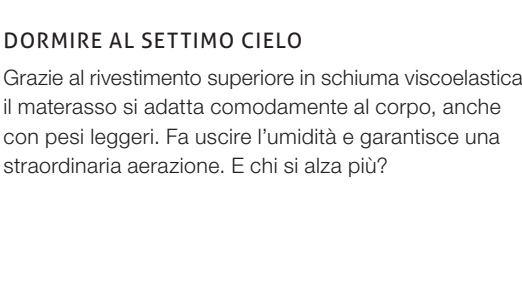 DORMIRE AL SETTIMO CIELO
Grazie al rivestimento superiore in schiuma viscoelastica
il materasso si adatta comodamente al corpo, anche
con pesi leggeri. Fa uscire l’umidità e garantisce una
straordinaria aerazione. E chi si alza più?